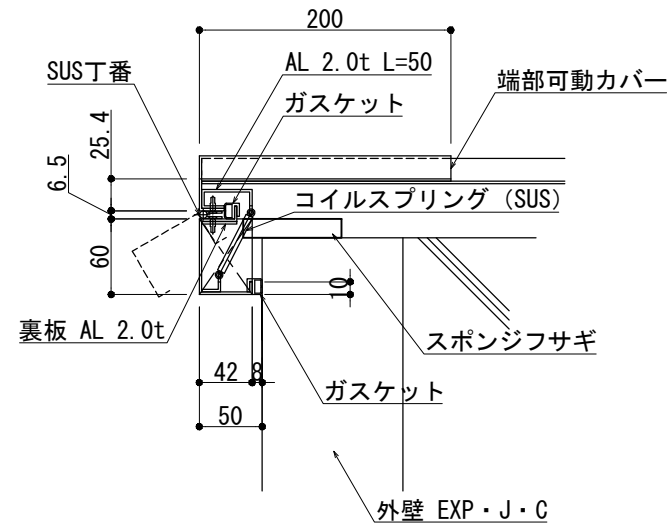 200
AL 2.0t L=50
SUS丁番
端部可動カバー
ガスケット
25.4
6.5
コイルスプリング (SUS)
60
10
裏板 AL 2.0t
スポンジフサギ
42
8
ガスケット
50
外壁 EXP・J・C